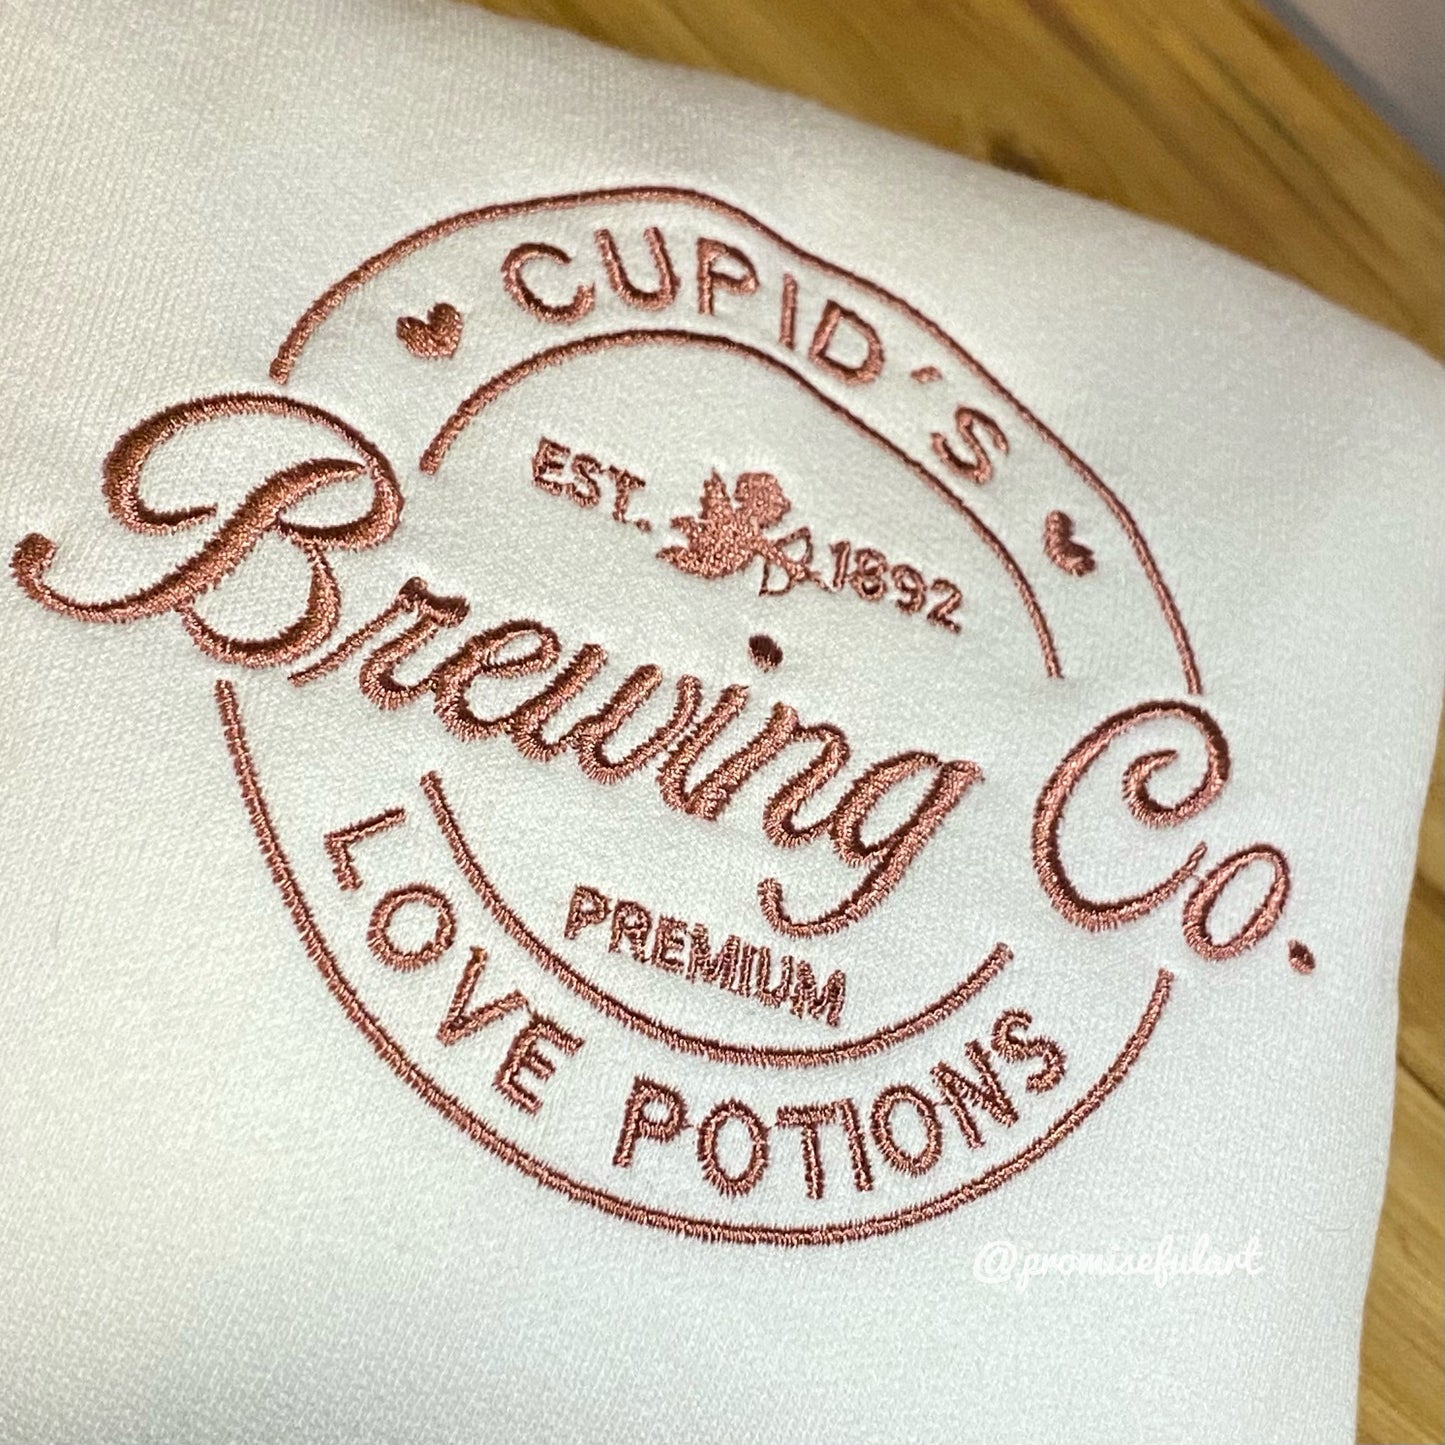 CUPID'S
EST. 1892.
Brewing Co.
PREMIUM
LOVE POTIONS
@promisefulart